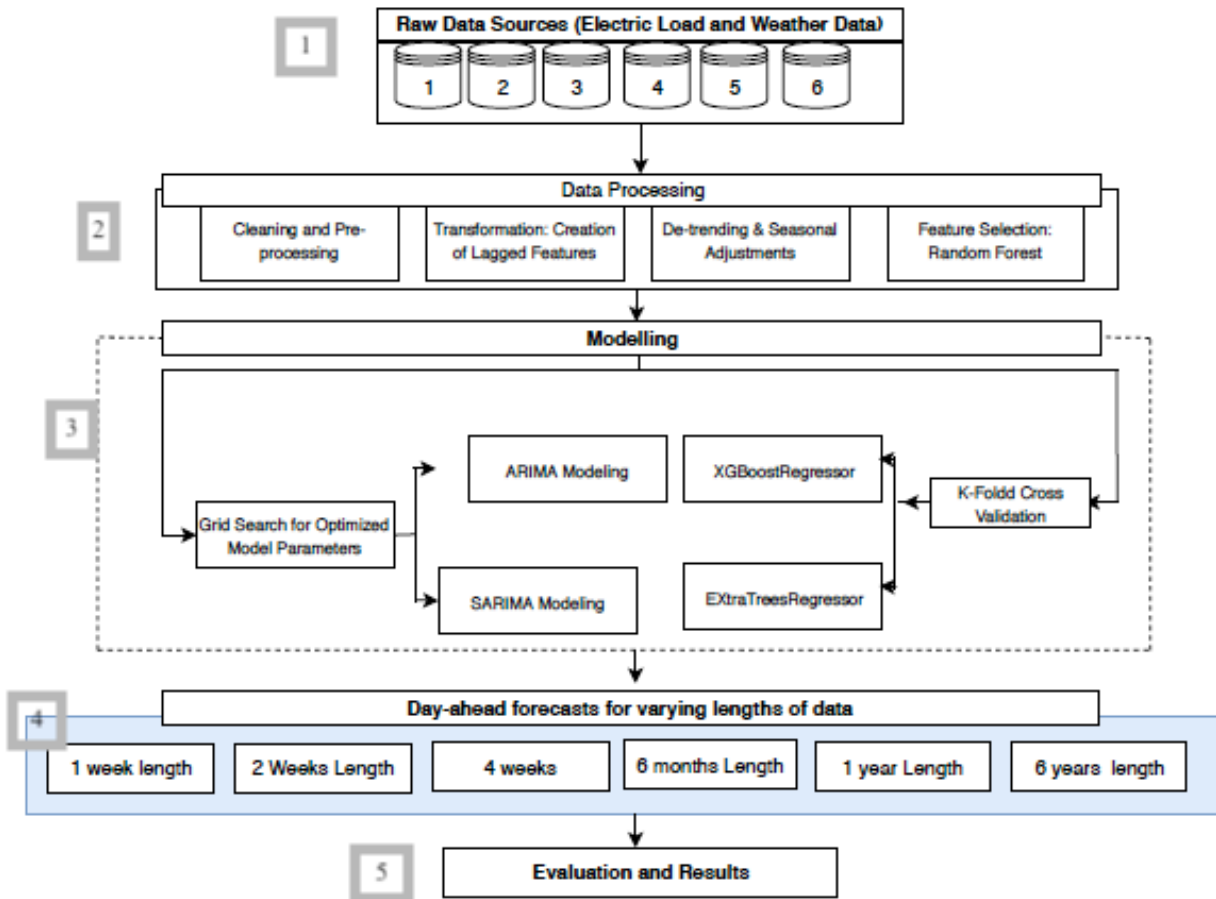 1
Raw Data Sources (Electric Load and Weather Data)
1 2 3 4 5 6
2
Data Processing
Cleaning and Pre-
processing
Transformation: Creation
of Lagged Features
De-trending & Seasonal
Adjustments
Feature Selection:
Random Forest
3
Modelling
ARIMA Modeling
XGBoostRegressor
Grid Search for Optimized
Model Parameters
K-Foldd Cross
Validation
SARIMA Modeling
EXtraTreesRegressor
4
Day-ahead forecasts for varying lengths of data
1 week length
2 Weeks Length
4 weeks
6 months Length
1 year Length
6 years length
5
Evaluation and Results